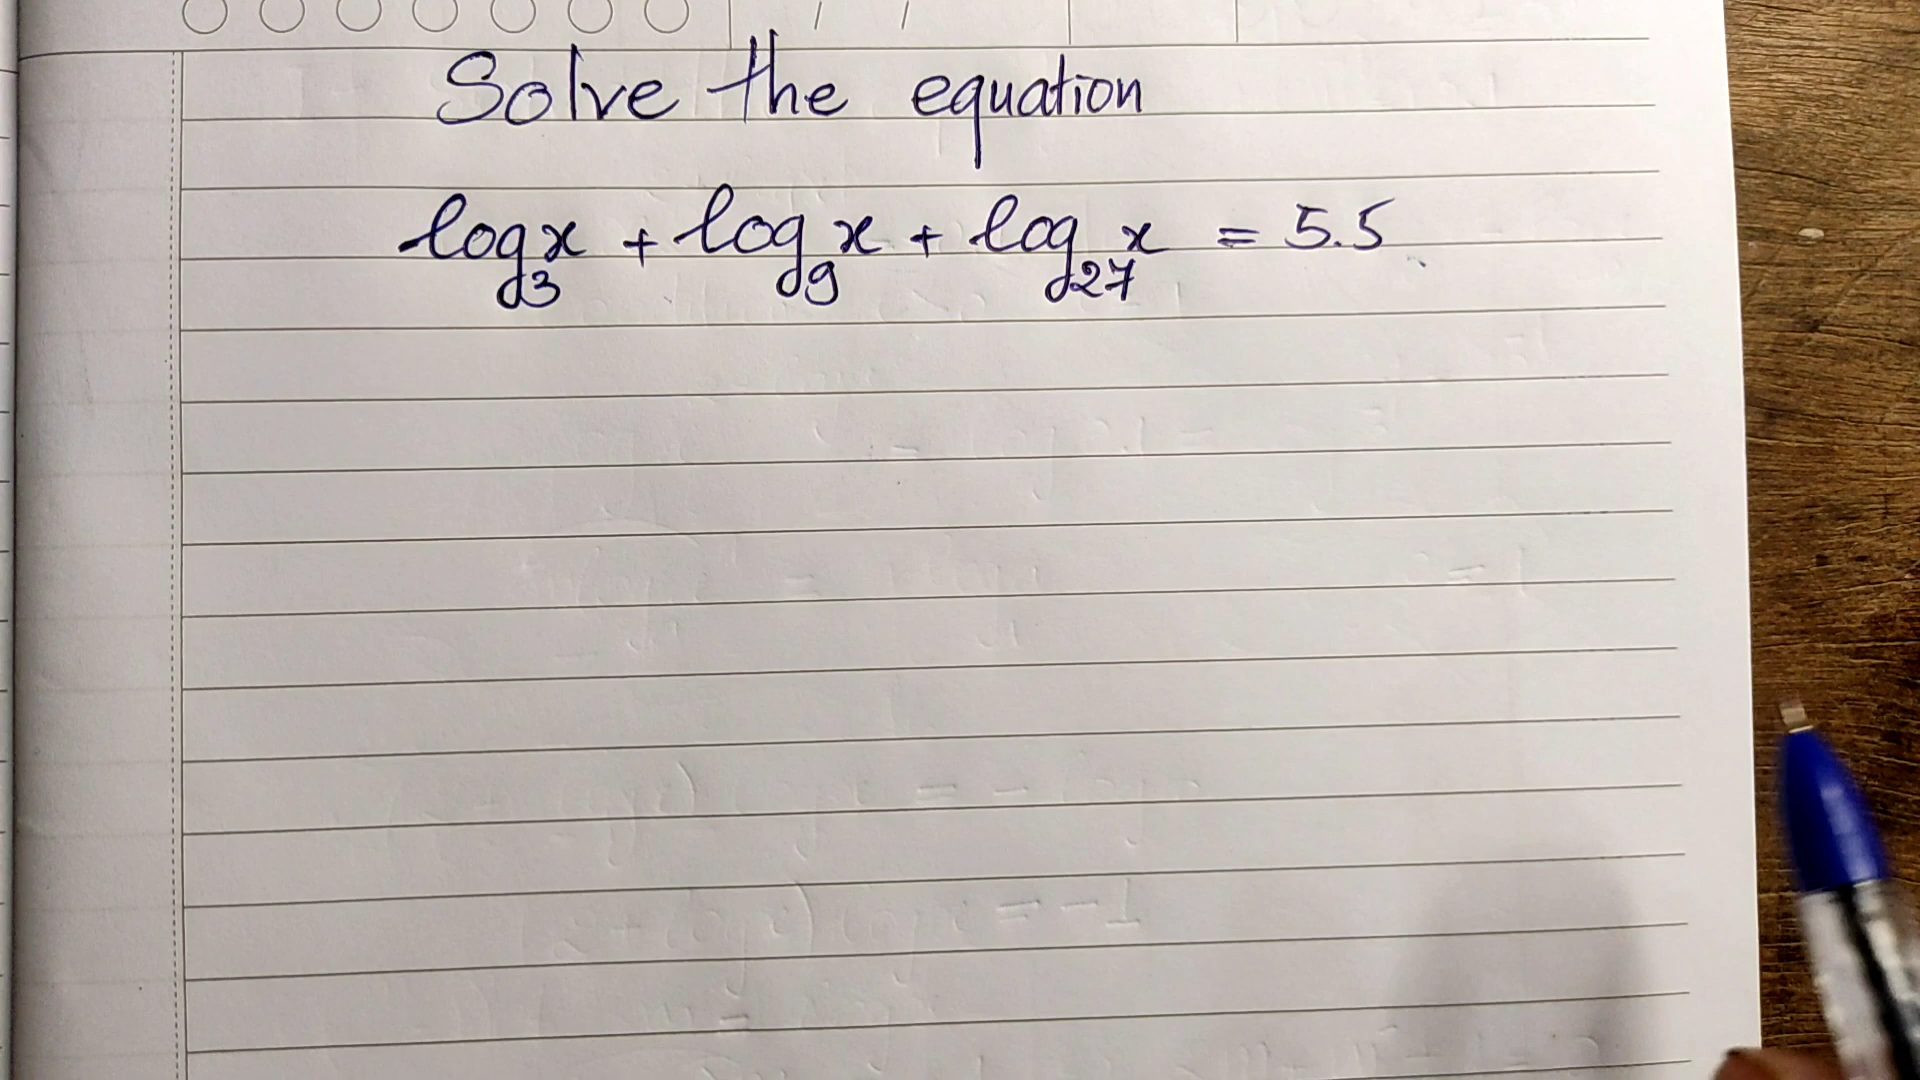 Solve the equation
log₃x + log₉x + log₂₇x = 5.5